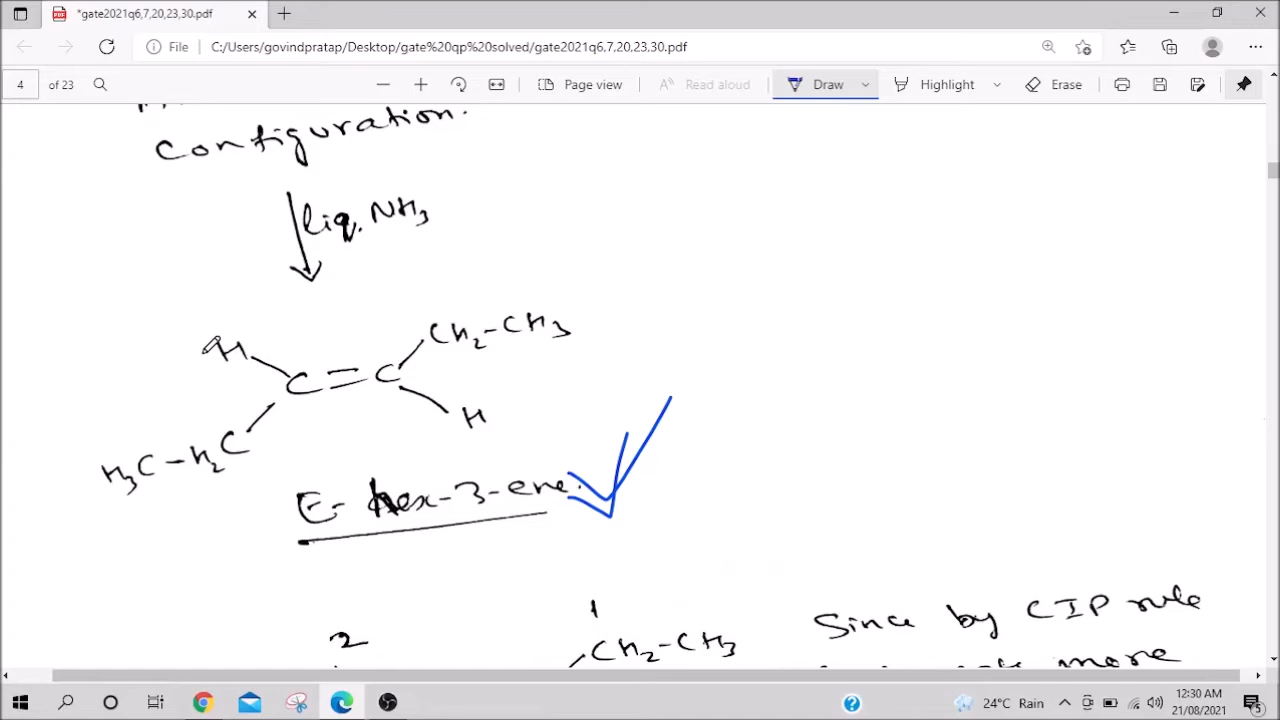 *gate2021q6,7,20,23,30.pdf
File C:/Users/govindpratap/Desktop/gate%20qp%20solved/gate2021q6,7,20,23,30.pdf
4 of 23 Page view Read aloud Draw Highlight Erase
configuration.
liq. NH3
H CH2-CH3
C=C
H3C-H2C H
E-hex-3-ene.
1
2 CH2-CH3
Since by CIP rule
more
24°C Rain
12:30 AM
21/08/2021
5